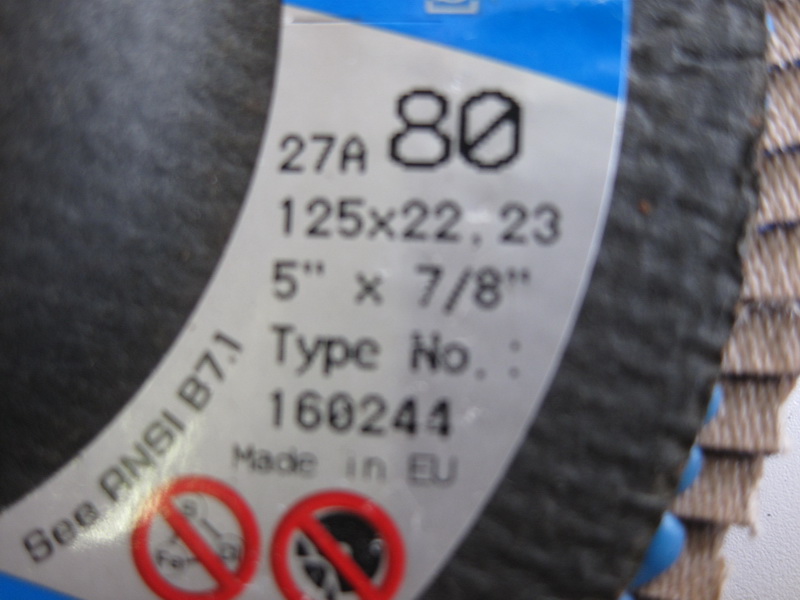 27A 80
125x22,23
5" x 7/8"
Type No.:
160244
Made in EU
See ANSI B7.1